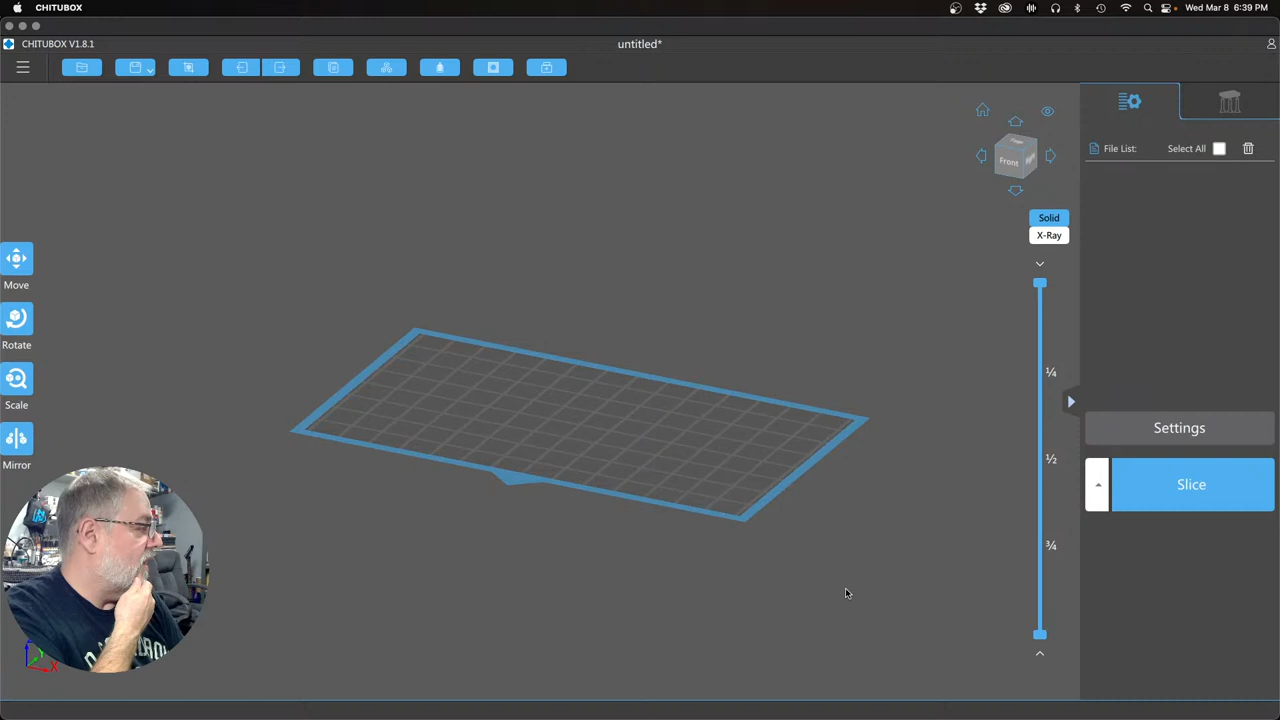 CHITUBOX
Wed Mar 8 6:39 PM
CHITUBOX V1.8.1
untitled*
File List:
Select All
Front
Solid
X-Ray
Move
Rotate
Scale
Mirror
¼
½
¾
Settings
Slice
Z
Y
X